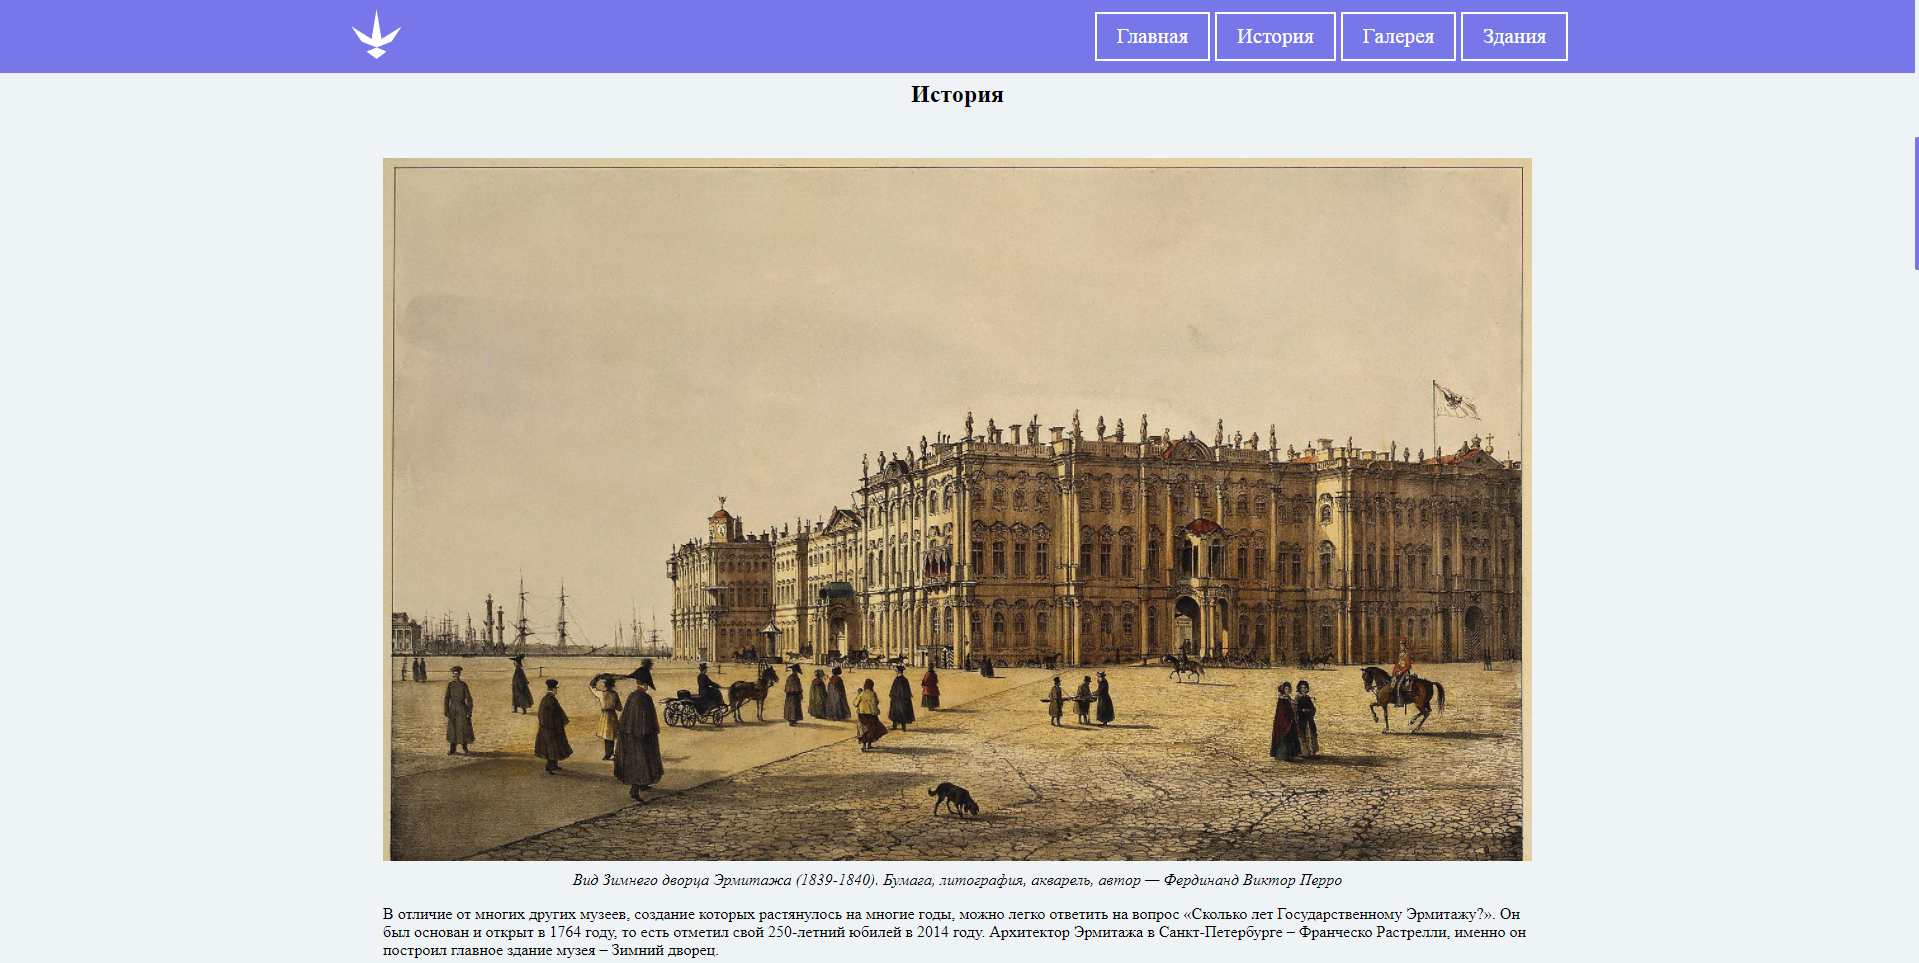 Главная История Галерея Здания
История
Вид Зимнего дворца Эрмитажа (1839-1840). Бумага, литография, акварель, автор — Фердинанд Виктор Перро
В отличие от многих других музеев, создание которых растянулось на многие годы, можно легко ответить на вопрос «Сколько лет Государственному Эрмитажу?». Он
был основан и открыт в 1764 году, то есть отметил свой 250-летний юбилей в 2014 году. Архитектор Эрмитажа в Санкт-Петербурге – Франческо Растрелли, именно он
построил главное здание музея – Зимний дворец.